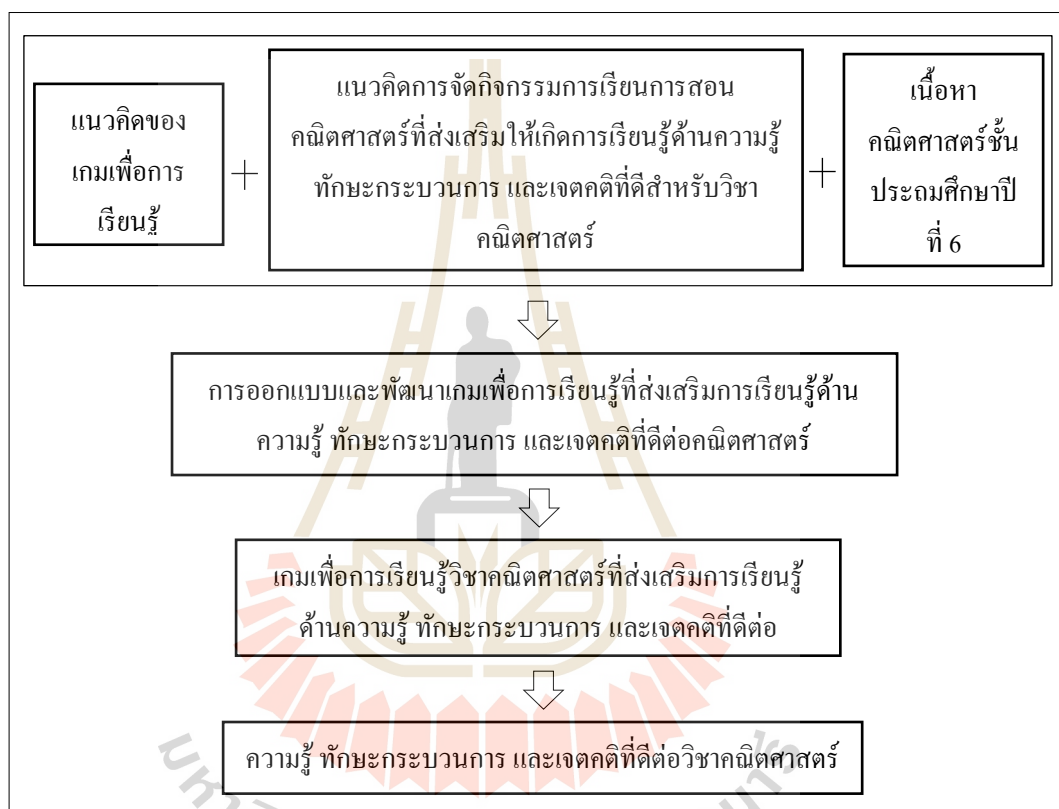 แนวคิดของ
เกมเพื่อการ
เรียนรู้
+
แนวคิดการจัดกิจกรรมการเรียนการสอน
คณิตศาสตร์ที่ส่งเสริมให้เกิดการเรียนรู้ด้านความรู้
ทักษะกระบวนการ และเจตคติที่ดีสำหรับวิชา
คณิตศาสตร์
+
เนื้อหา
คณิตศาสตร์ชั้น
ประถมศึกษาปี
ที่ 6
การออกแบบและพัฒนาเกมเพื่อการเรียนรู้ที่ส่งเสริมการเรียนรู้ด้าน
ความรู้ ทักษะกระบวนการ และเจตคติที่ดีต่อคณิตศาสตร์
เกมเพื่อการเรียนรู้วิชาคณิตศาสตร์ที่ส่งเสริมการเรียนรู้
ด้านความรู้ ทักษะกระบวนการ และเจตคติที่ดีต่อ
ความรู้ ทักษะกระบวนการ และเจตคติที่ดีต่อวิชาคณิตศาสตร์